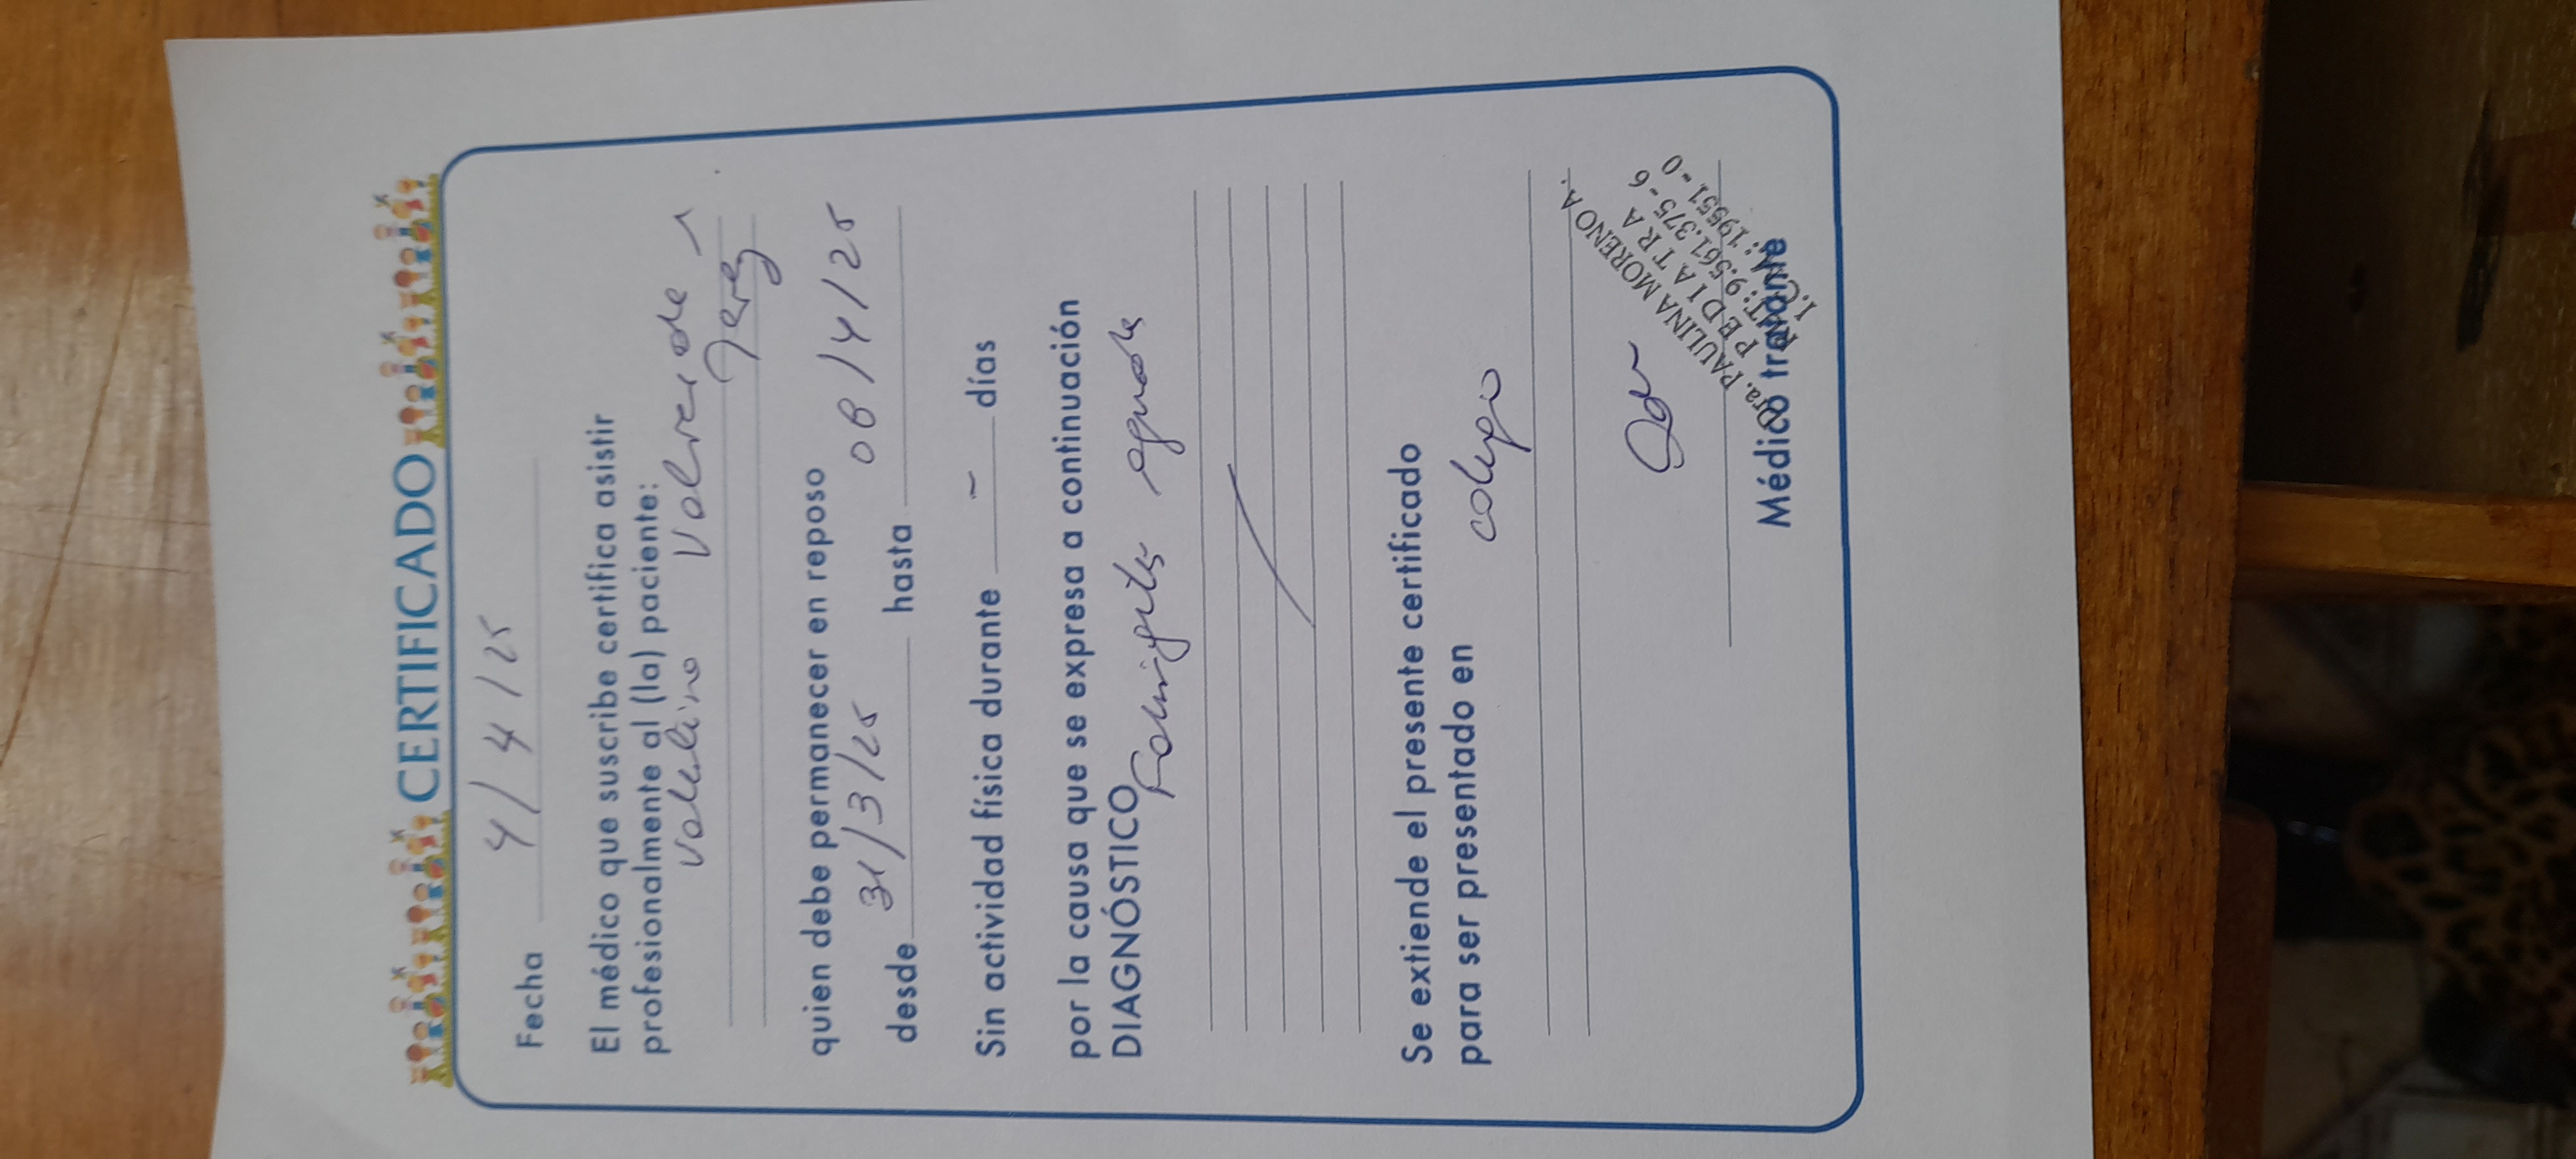 CERTIFICADO
Fecha 4/4/25
El médico que suscribe certifica asistir
profesionalmente al (la) paciente:
Valentina Valverde
Jerez
quien debe permanecer en reposo
desde 31/3/25 hasta 08/4/25
Sin actividad física durante - días
por la causa que se expresa a continuación
DIAGNÓSTICO
Faringitis aguda
Se extiende el presente certificado
para ser presentado en colegio
Dra. PAULINA MORENO A.
PEDIATRA
RUT: 9.561.375-6
I.C.M.: 19551-0
Médico tratante